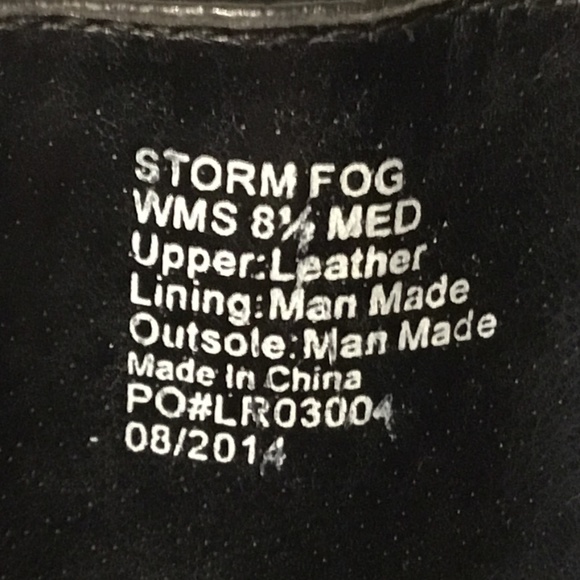 STORM FOG
WMS 8½ MED
Upper:Leather
Lining:Man Made
Outsole:Man Made
Made In China
PO#LR03004
08/2014